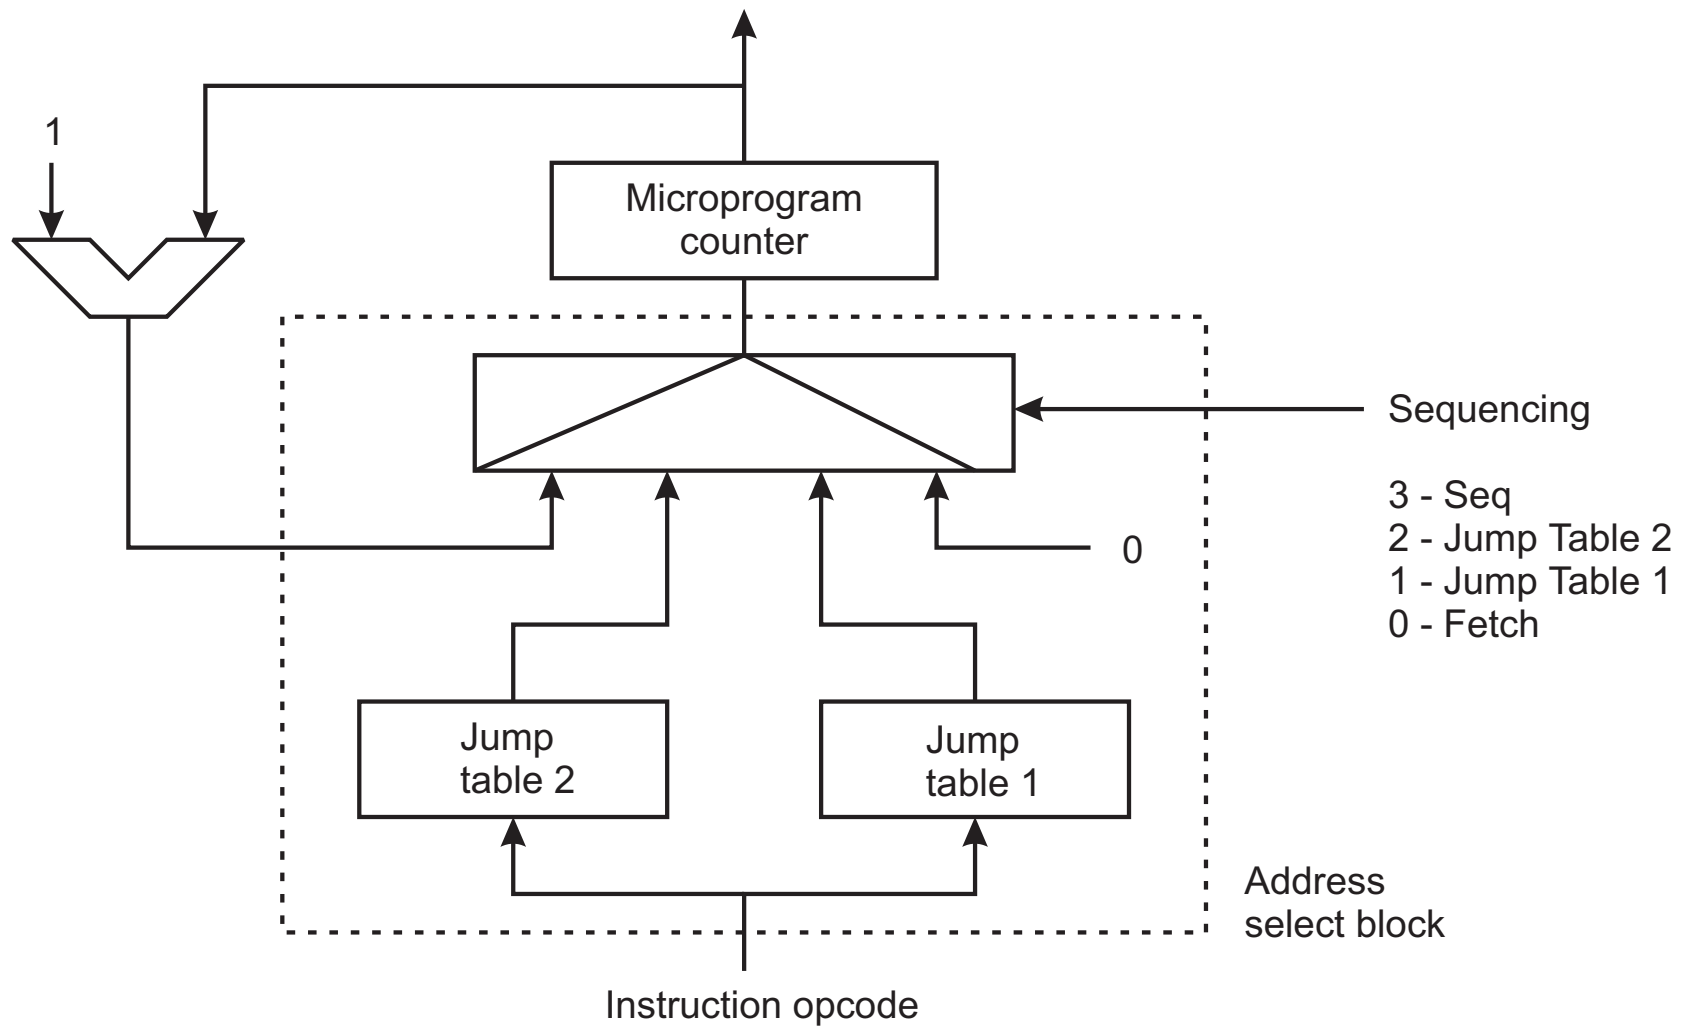 1
Microprogram
counter
Sequencing
3 - Seq
2 - Jump Table 2
1 - Jump Table 1
0 - Fetch
0
Jump
table 2
Jump
table 1
Address
select block
Instruction opcode